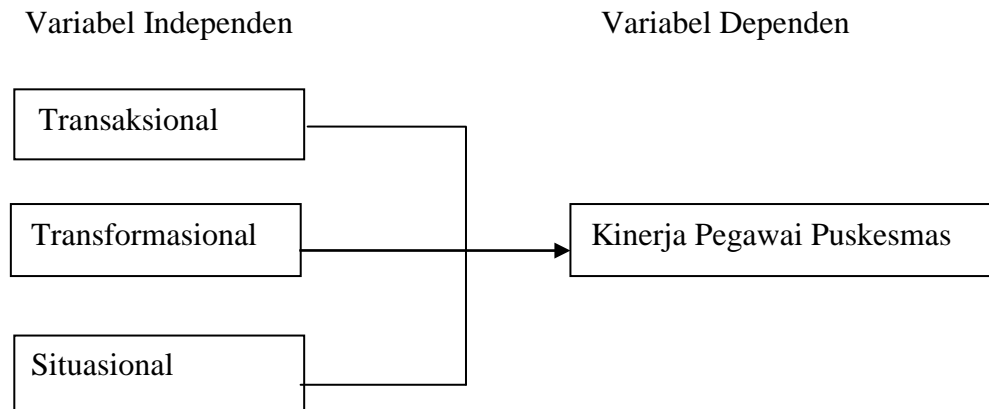 Variabel Independen
Variabel Dependen
Transaksional
Transformasional
Kinerja Pegawai Puskesmas
Situasional